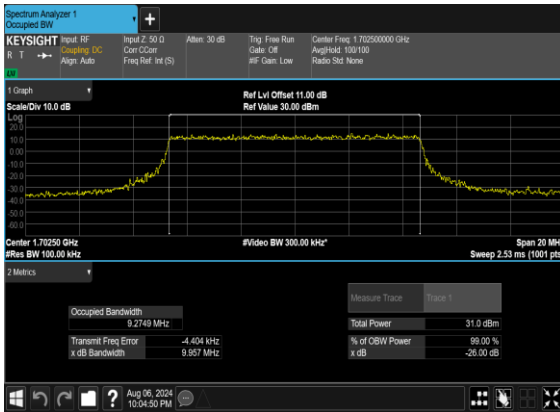 Spectrum Analyzer 1
Occupied BW
+
KEYSIGHT
R T
LXI
Input: RF
Coupling: DC
Align: Auto
Input Z: 50 Ω
Corr CCorr
Freq Ref: Int (S)
Atten: 30 dB
Trig: Free Run
Gate: Off
#IF Gain: Low
Center Freq: 1.702500000 GHz
Avg|Hold: 100/100
Radio Std: None
1 Graph
Scale/Div 10.0 dB
Ref Lvl Offset 11.00 dB
Ref Value 30.00 dBm
Log
20.0
10.0
0.00
-10.0
-20.0
-30.0
-40.0
-50.0
-60.0
Center 1.70250 GHz
#Video BW 300.00 kHz*
Span 20 MH
#Res BW 100.00 kHz
Sweep 2.53 ms (1001 pts
2 Metrics
Measure Trace
Trace 1
Occupied Bandwidth
9.2749 MHz
Total Power
31.0 dBm
Transmit Freq Error
-4.404 kHz
% of OBW Power
99.00 %
x dB Bandwidth
9.957 MHz
x dB
-26.00 dB
?
Aug 06, 2024
10:04:50 PM